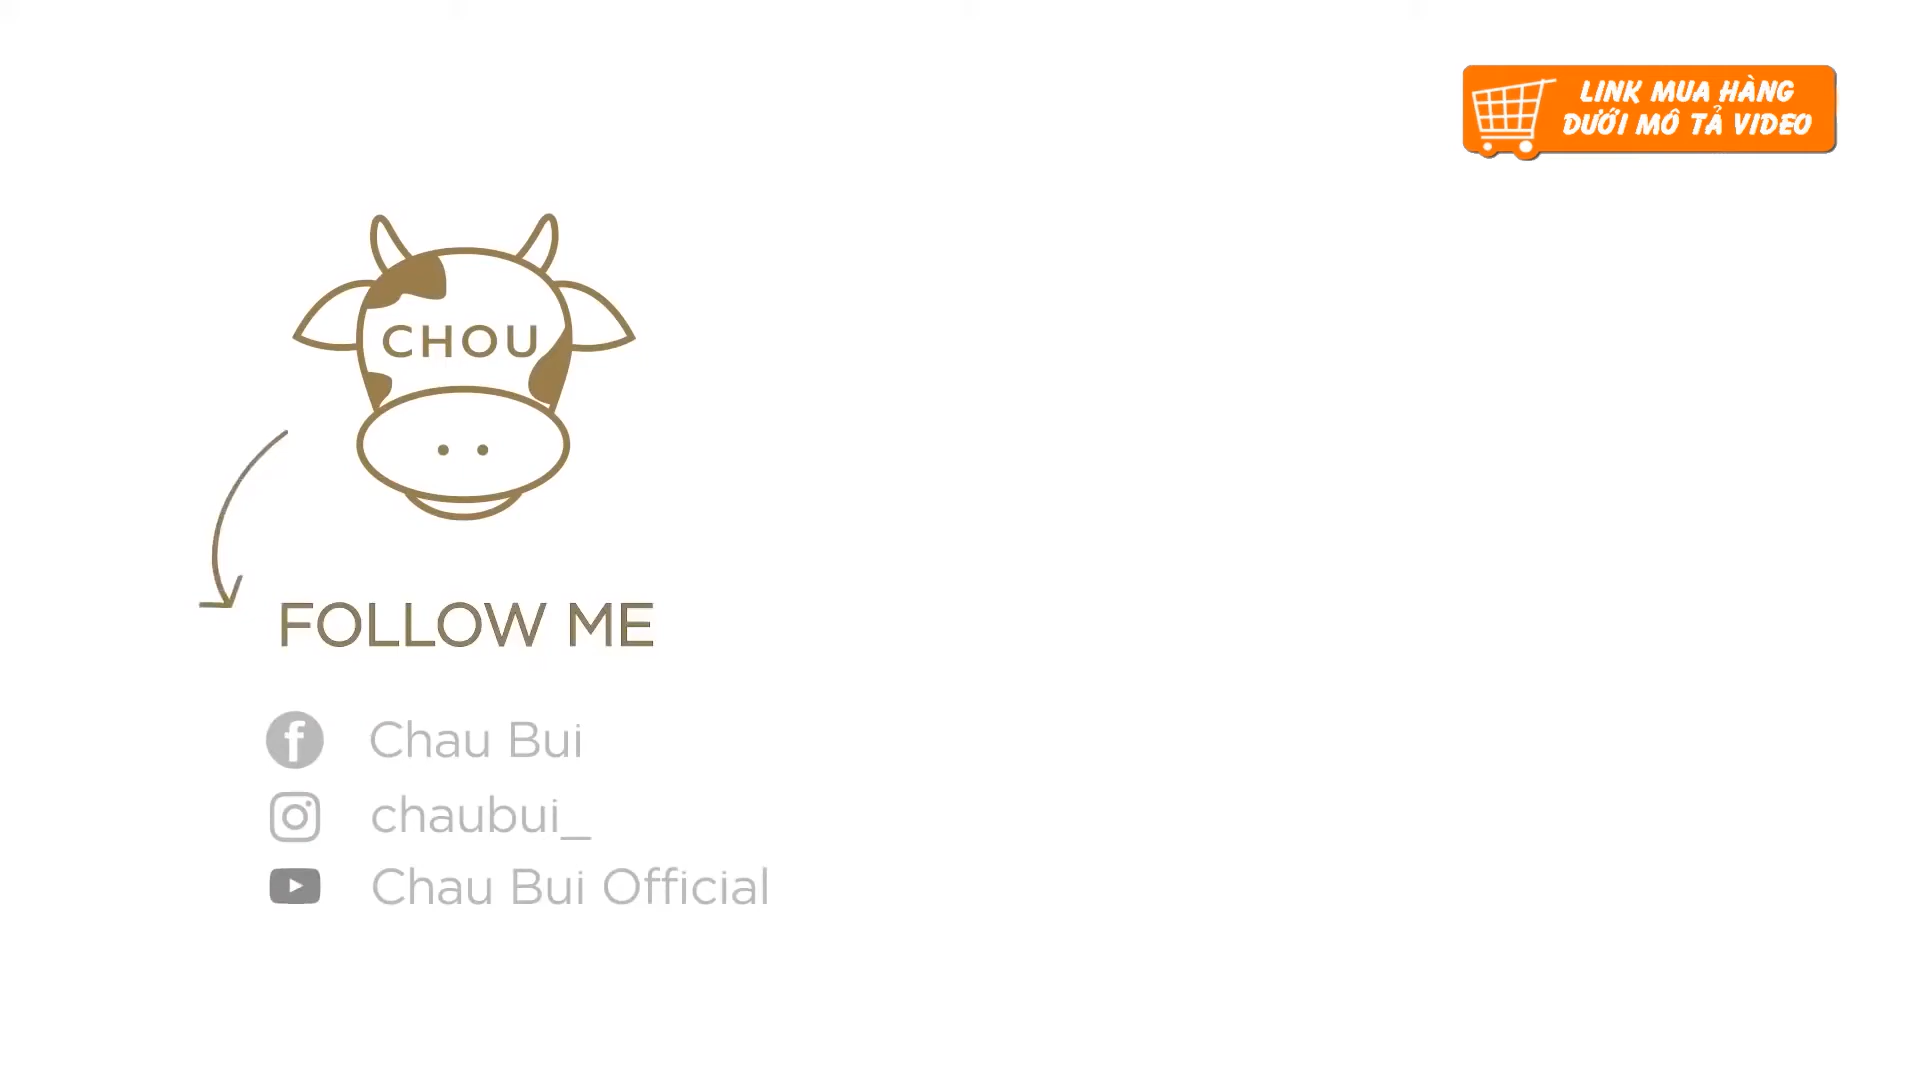 LINK MUA HÀNG
DƯỚI MÔ TẢ VIDEO
CHOU
FOLLOW ME
Chau Bui
chaubui_
Chau Bui Official